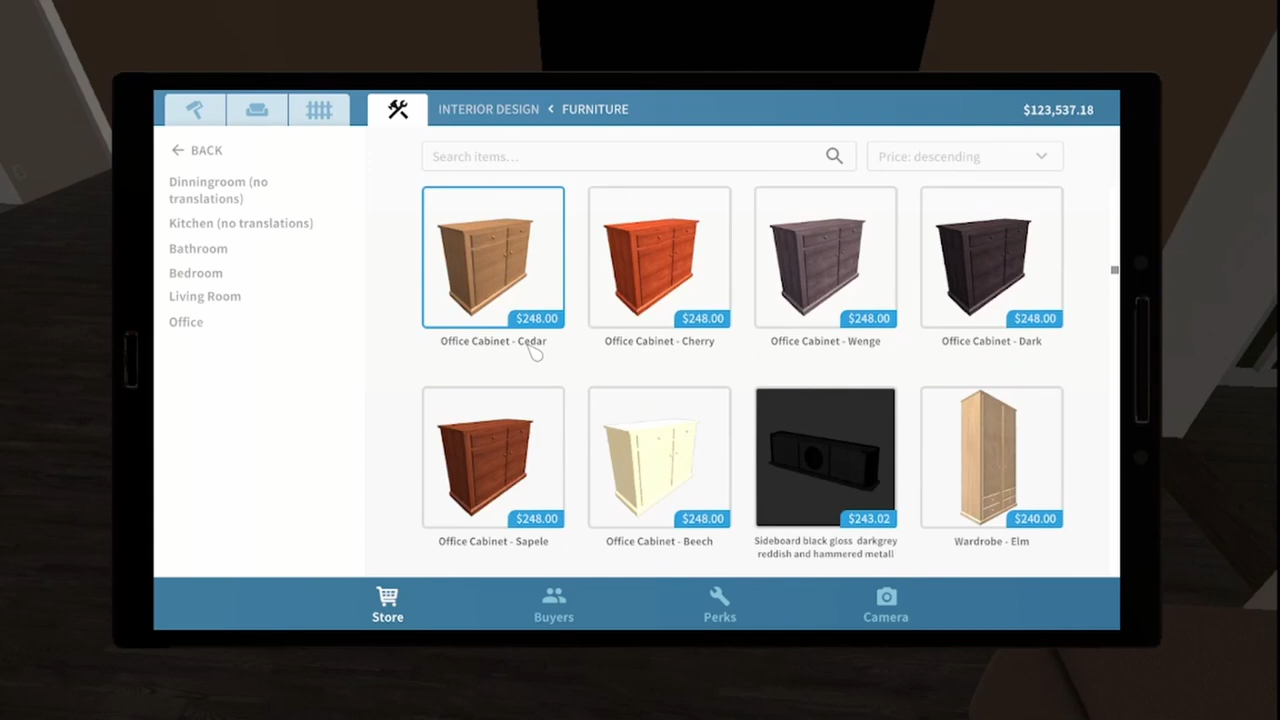 INTERIOR DESIGN < FURNITURE
$123,537.18
BACK
Search items...
Price: descending
Dinningroom (no
translations)
Kitchen (no translations)
Bathroom
Bedroom
Living Room
Office
$248.00
$248.00
$248.00
$248.00
Office Cabinet - Cedar
Office Cabinet - Cherry
Office Cabinet - Wenge
Office Cabinet - Dark
$248.00
$248.00
$243.02
$240.00
Office Cabinet - Sapele
Office Cabinet - Beech
Sideboard black gloss darkgrey
reddish and hammered metall
Wardrobe - Elm
Store
Buyers
Perks
Camera